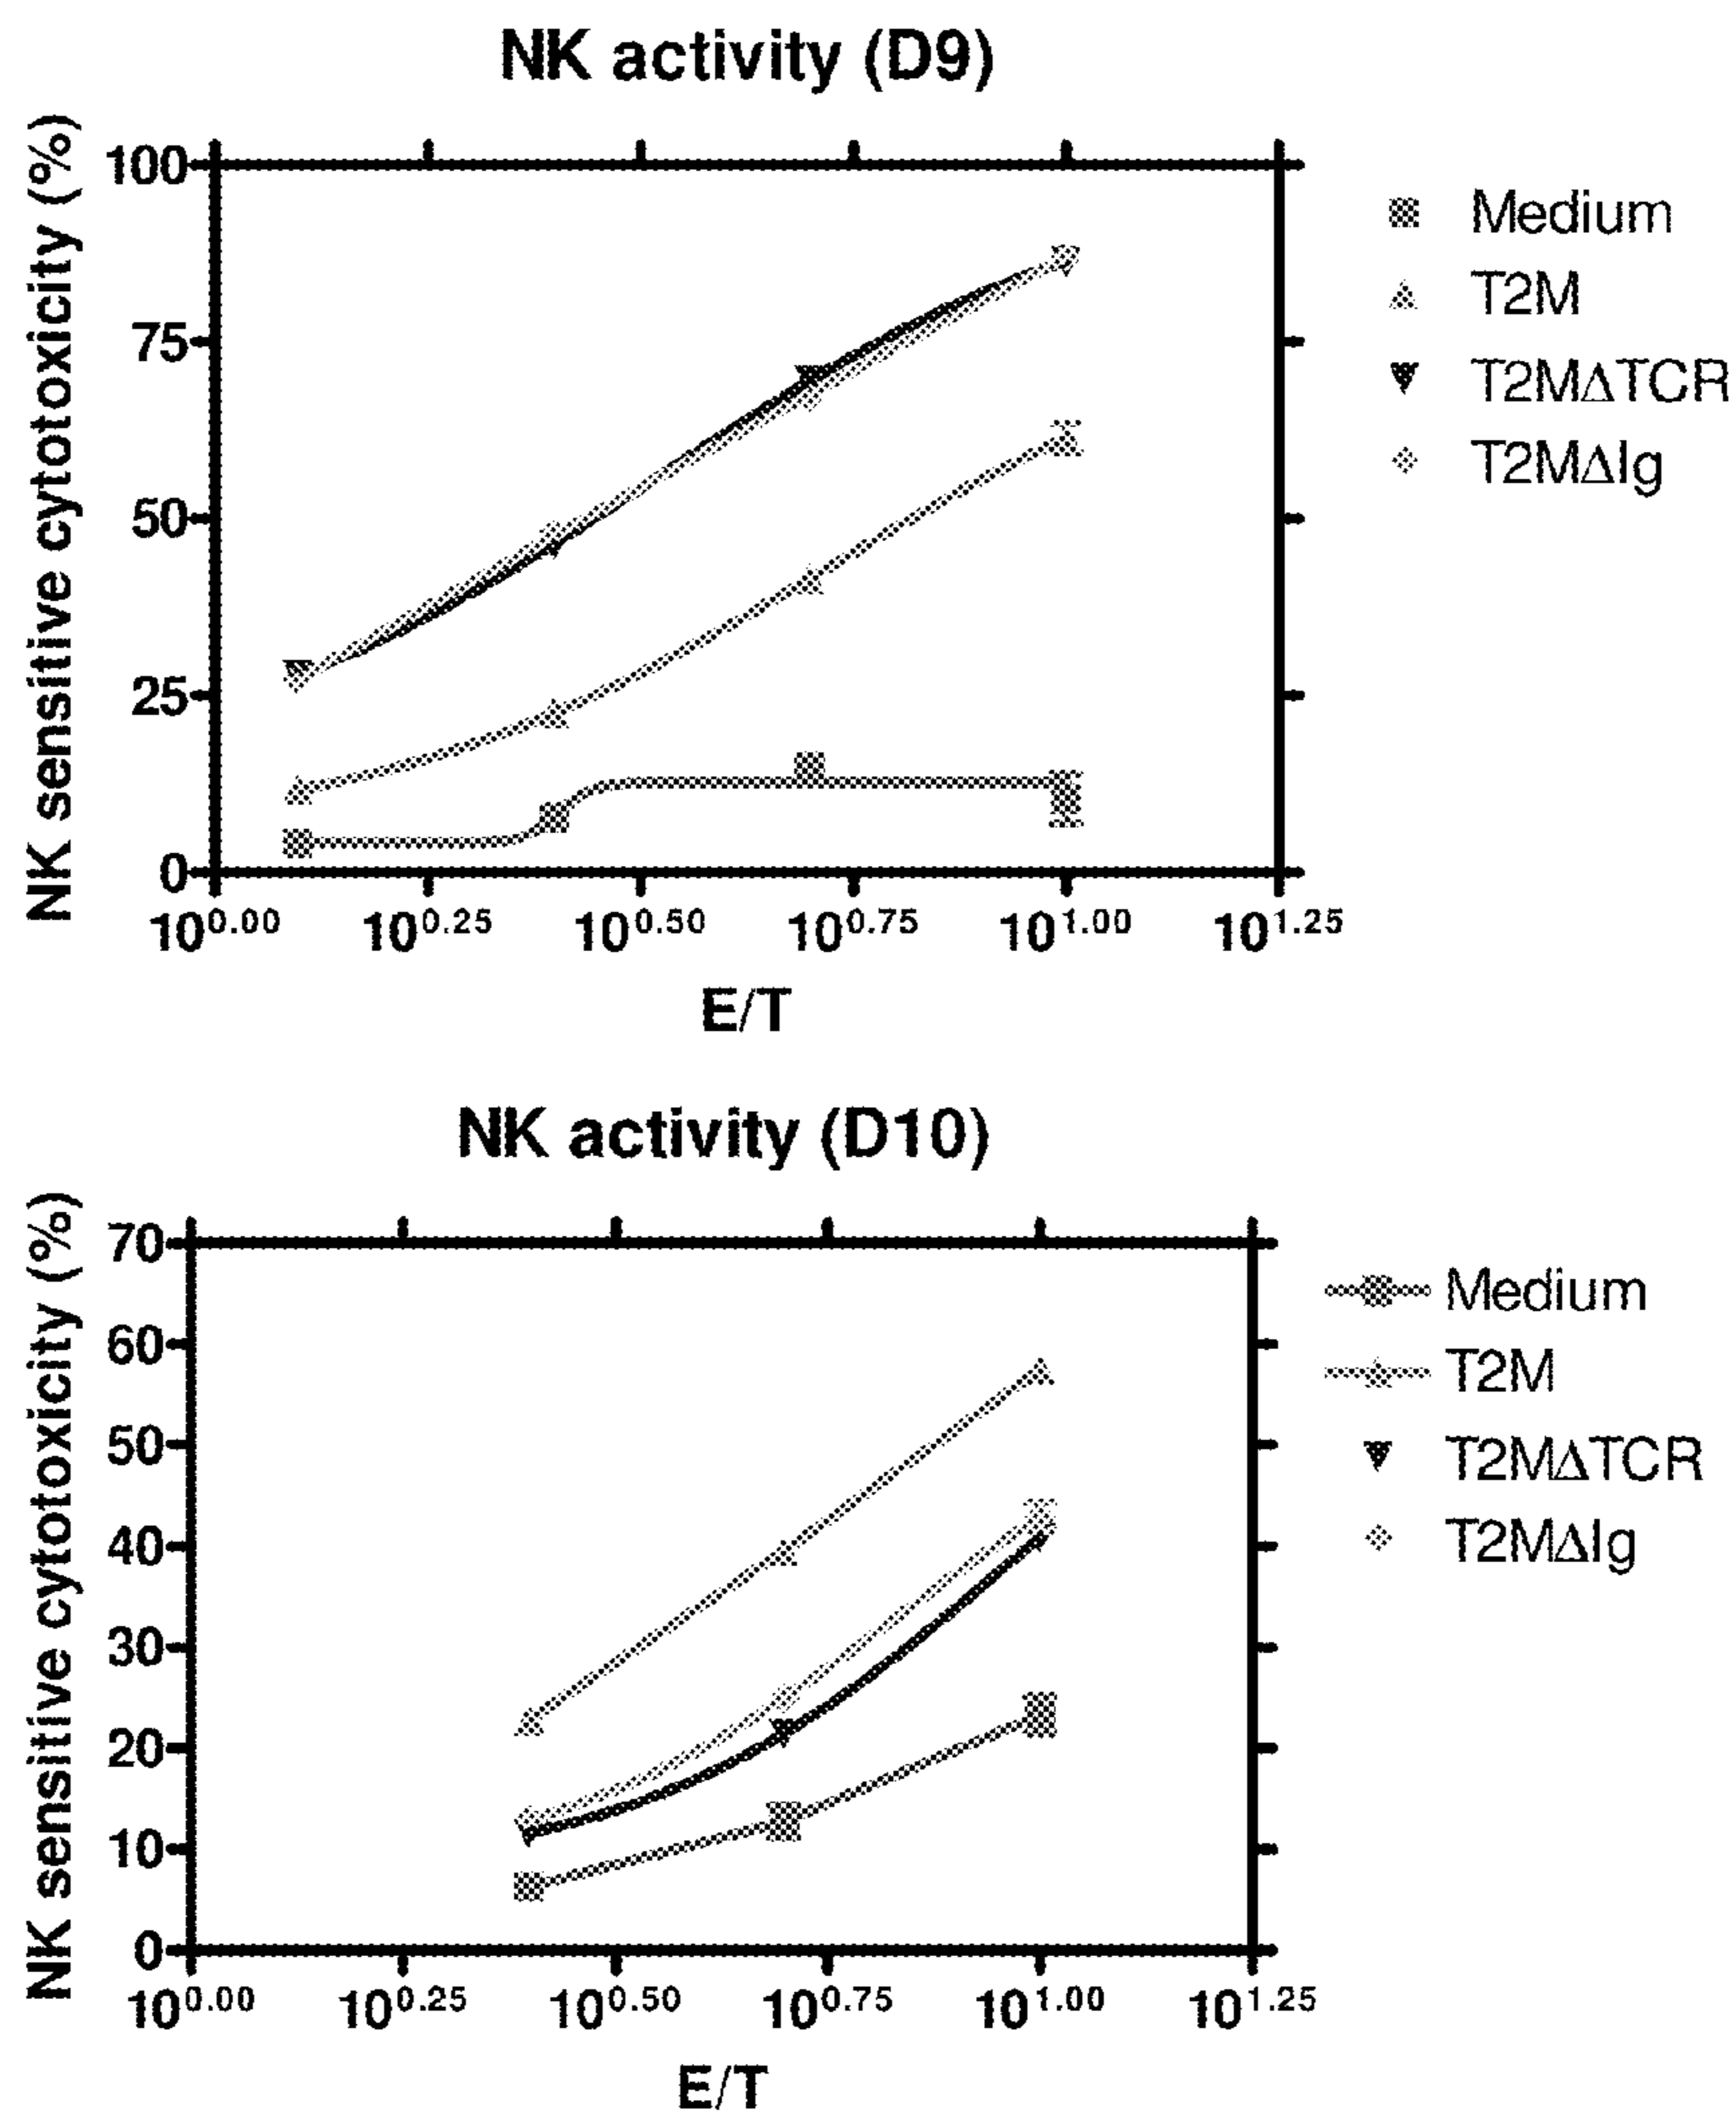 NK activity (D9)
NK sensitive cytotoxicity (%)
100
75
50
25
0
10^0.00 10^0.25 10^0.50 10^0.75 10^1.00 10^1.25
E/T
Medium
T2M
T2MΔTCR
T2MΔIg
NK activity (D10)
NK sensitive cytotoxicity (%)
70
60
50
40
30
20
10
0
10^0.00 10^0.25 10^0.50 10^0.75 10^1.00 10^1.25
E/T
Medium
T2M
T2MΔTCR
T2MΔIg